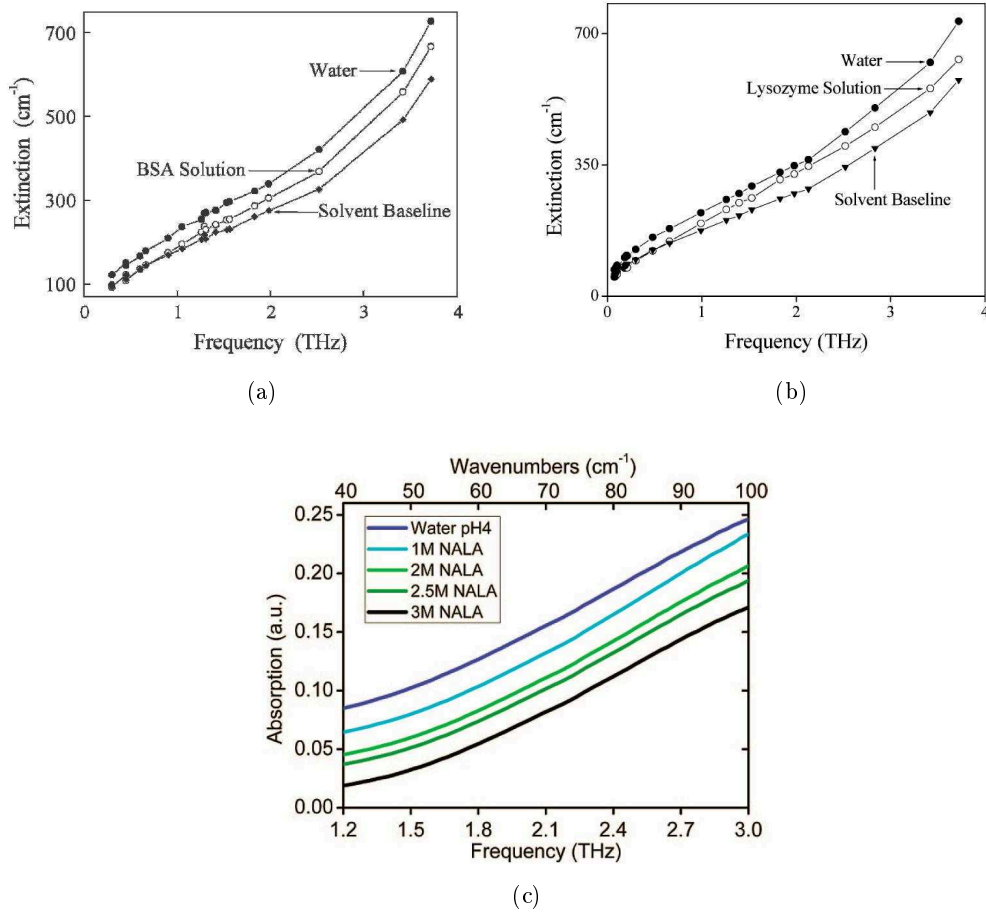 700
500
300
100
0
1
2
3
4
Extinction (cm⁻¹)
Frequency (THz)
Water
BSA Solution
Solvent Baseline
(a)
700
350
0
0
1
2
3
4
Extinction (cm⁻¹)
Frequency (THz)
Water
Lysozyme Solution
Solvent Baseline
(b)
Wavenumbers (cm⁻¹)
40 50 60 70 80 90 100
0.25
0.20
0.15
0.10
0.05
0.00
Absorption (a.u.)
Water pH4
1M NALA
2M NALA
2.5M NALA
3M NALA
1.2 1.5 1.8 2.1 2.4 2.7 3.0
Frequency (THz)
(c)